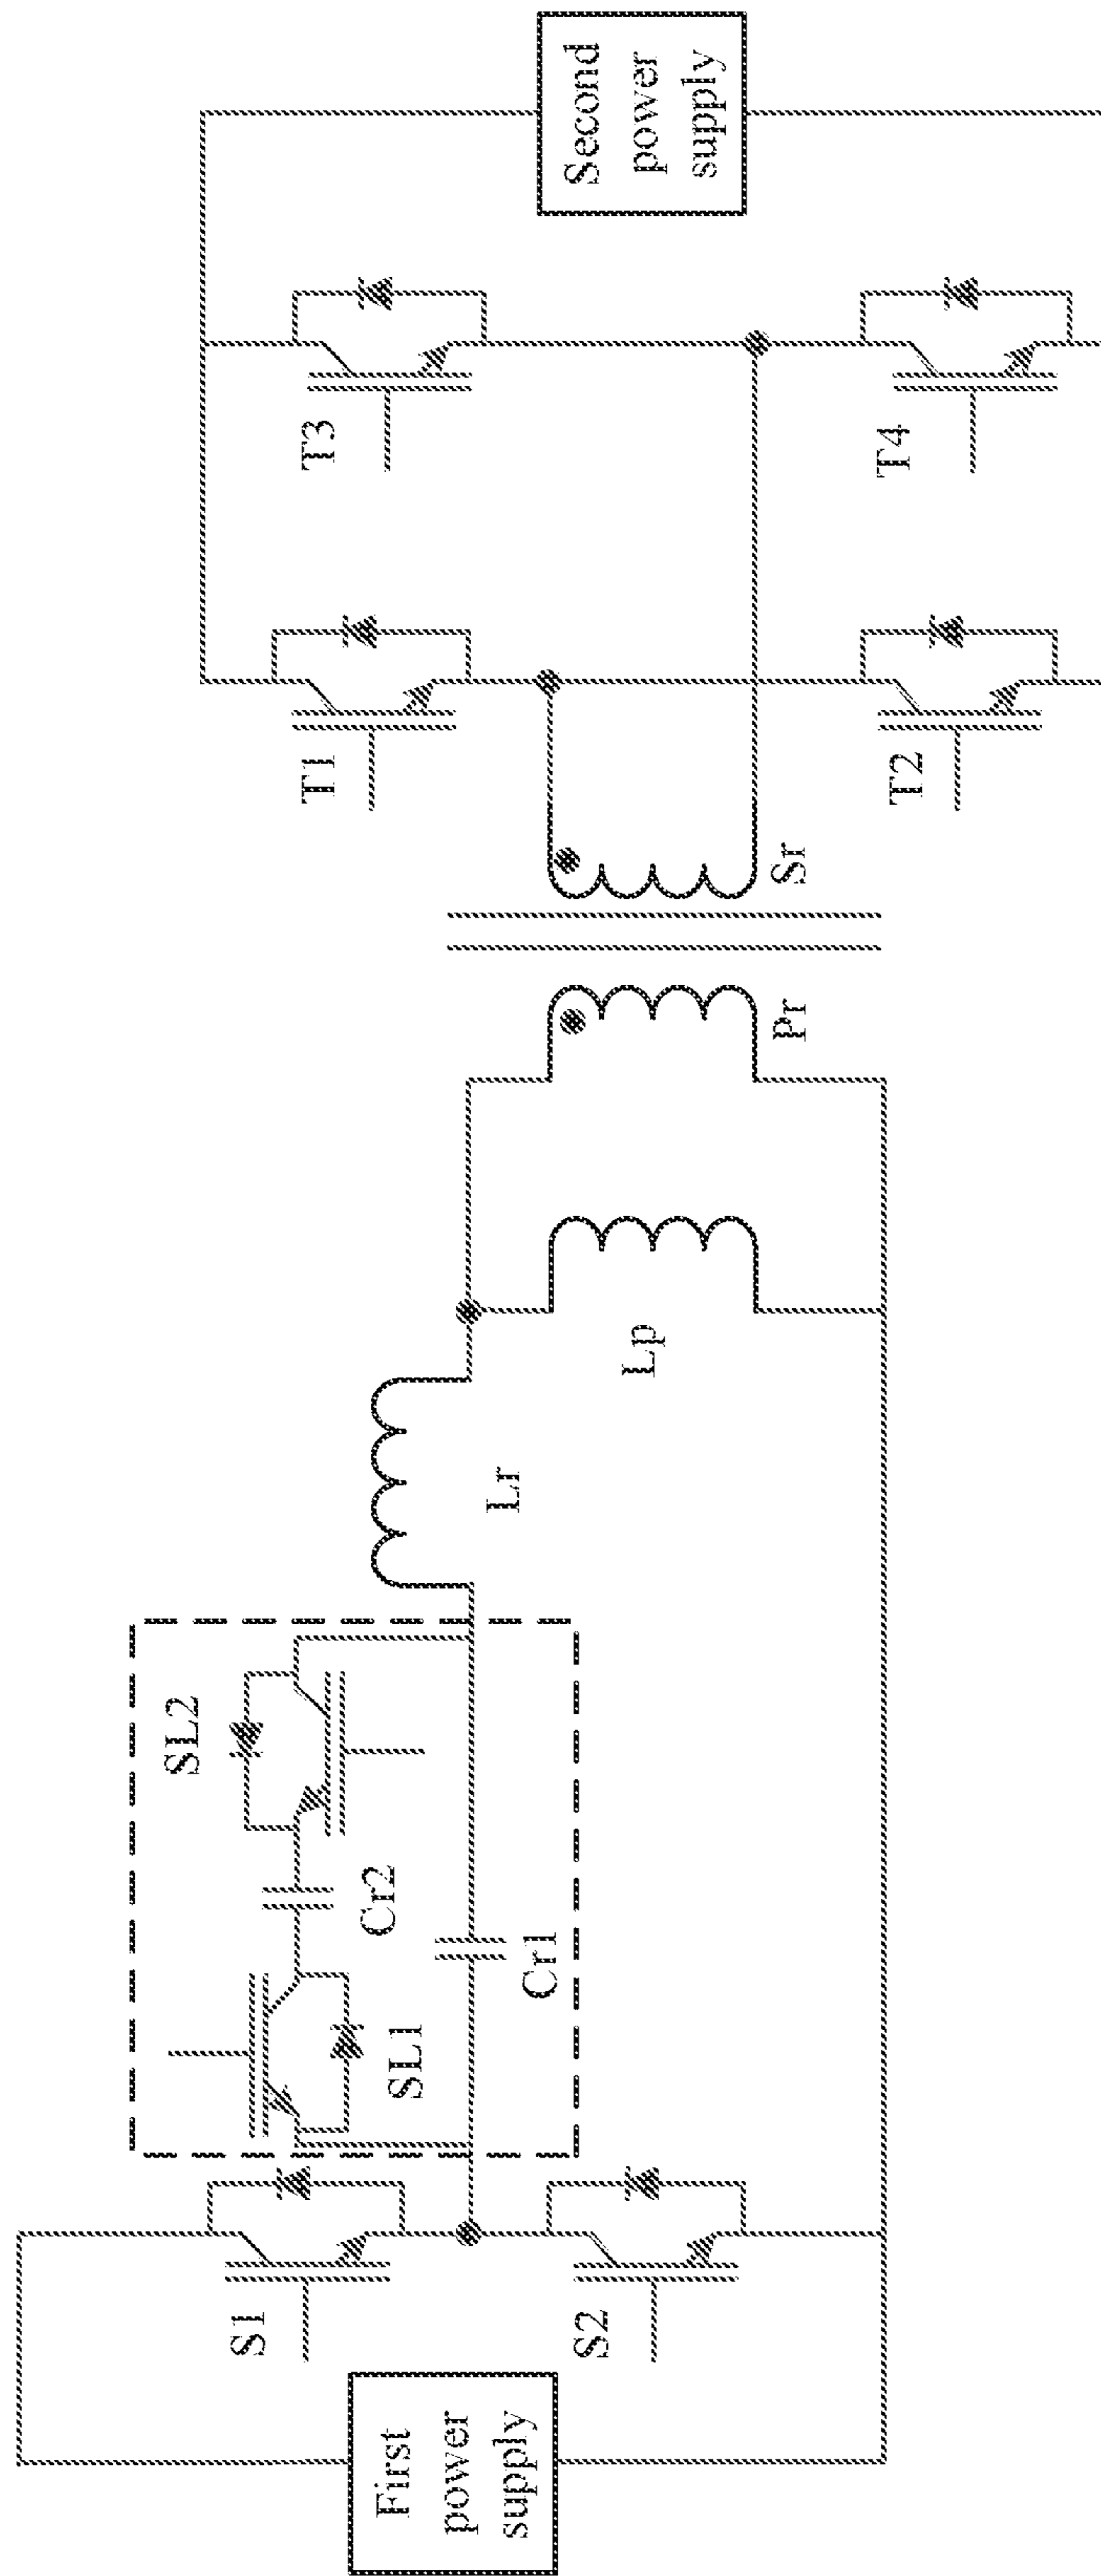 First
power
supply
S1
S2
SL1
Cr2
SL2
Cr1
Lr
Lp
Pr
Sr
T1
T2
T3
T4
Second
power
supply